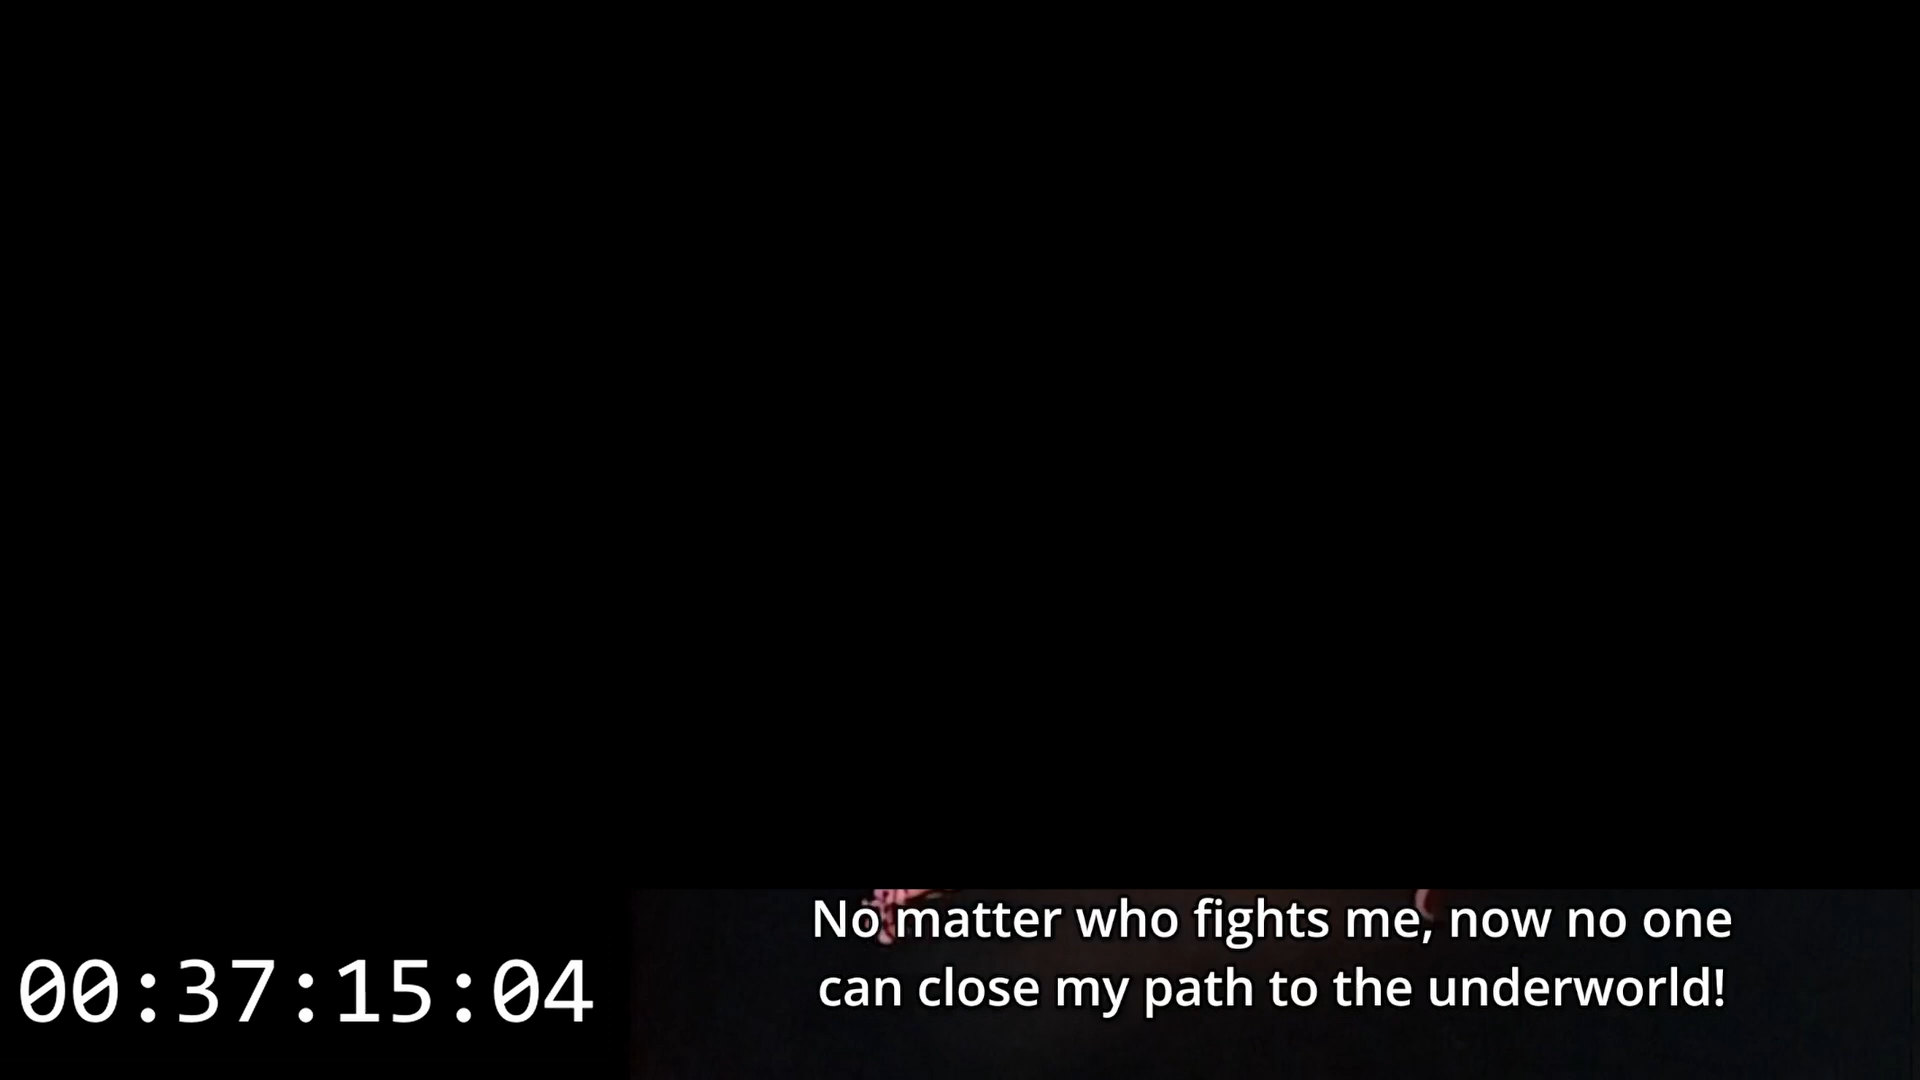 No matter who fights me, now no one
can close my path to the underworld!
00:37:15:04